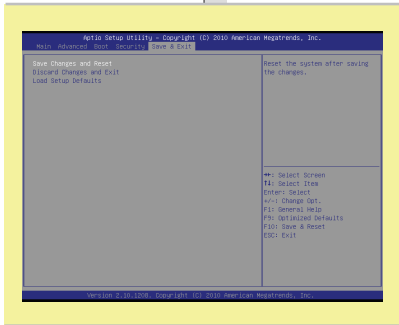 Aptio Setup Utility – Copyright (C) 2010 American Megatrends, Inc.
Main Advanced Boot Security Save & Exit
Save Changes and Reset
Discard Changes and Exit
Load Setup Defaults
Reset the system after saving
the changes.
→←: Select Screen
↑↓: Select Item
Enter: Select
+/-: Change Opt.
F1: General Help
F9: Optimized Defaults
F10: Save & Reset
ESC: Exit
Version 2.10.1208. Copyright (C) 2010 American Megatrends, Inc.